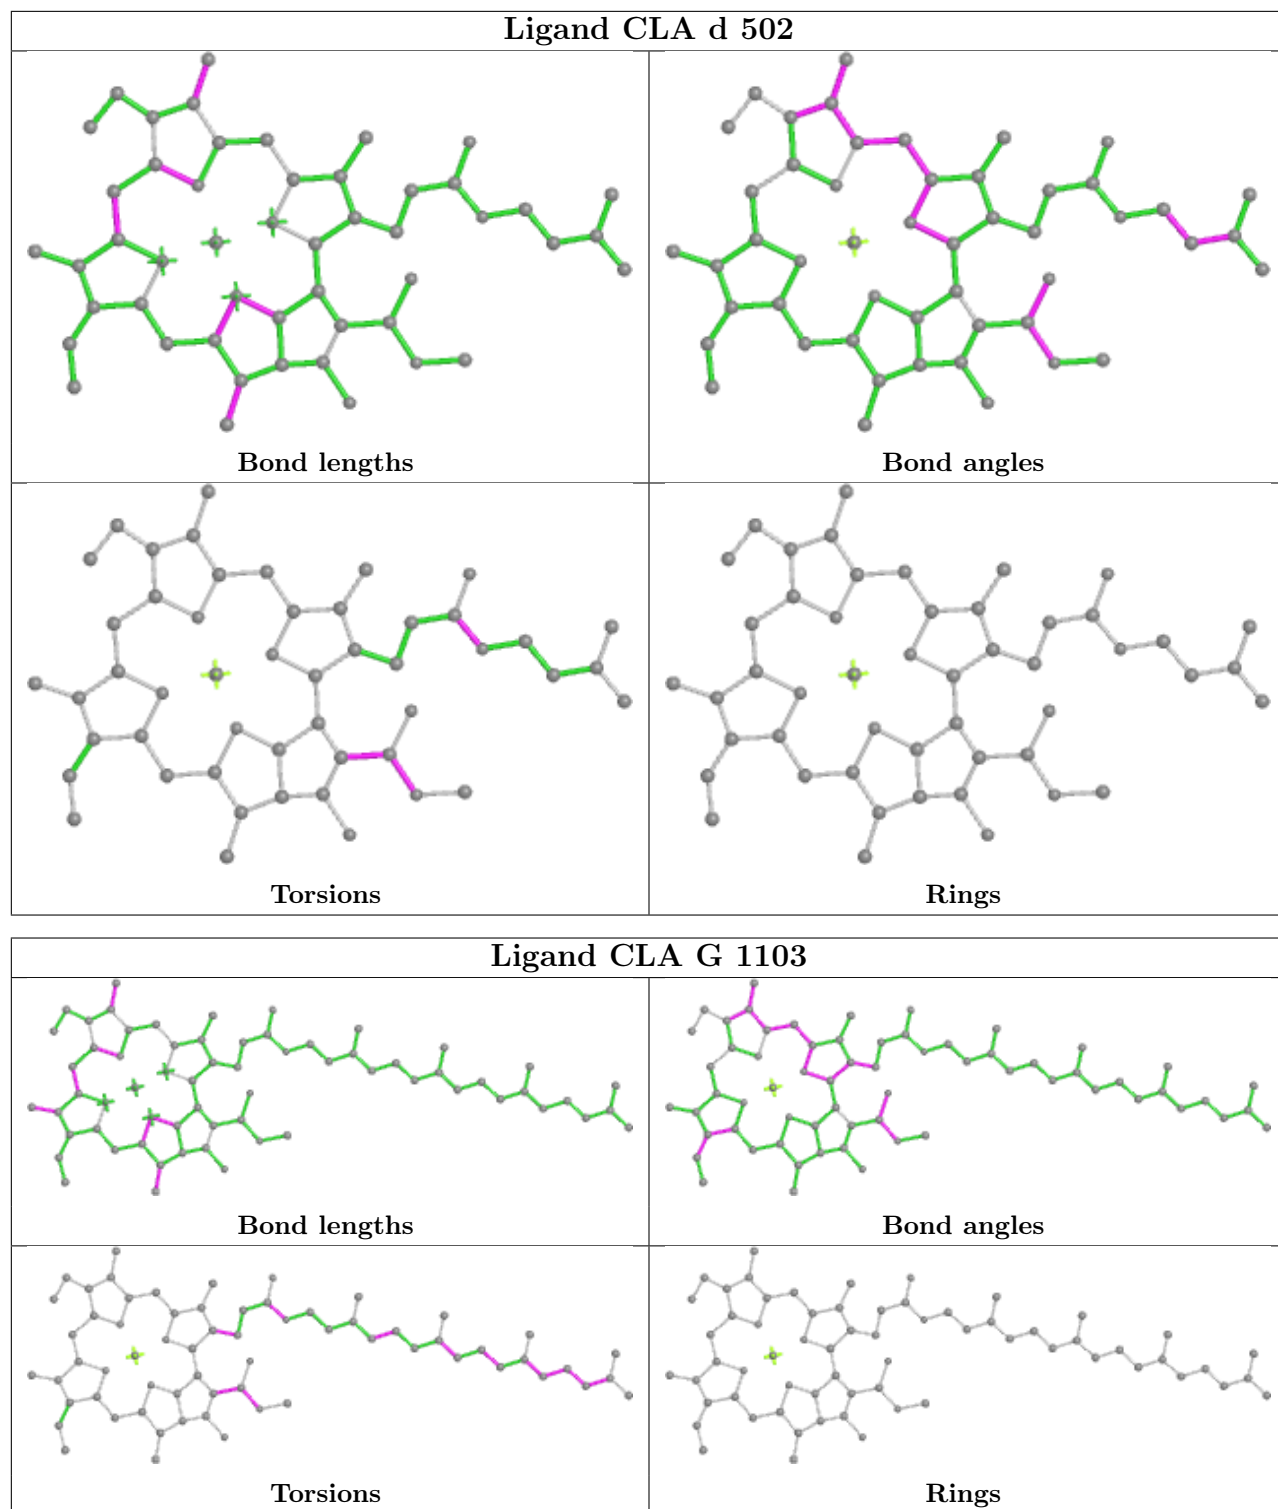 Ligand CLA d 502
Bond lengths
Bond angles
Torsions
Rings
Ligand CLA G 1103
Bond lengths
Bond angles
Torsions
Rings